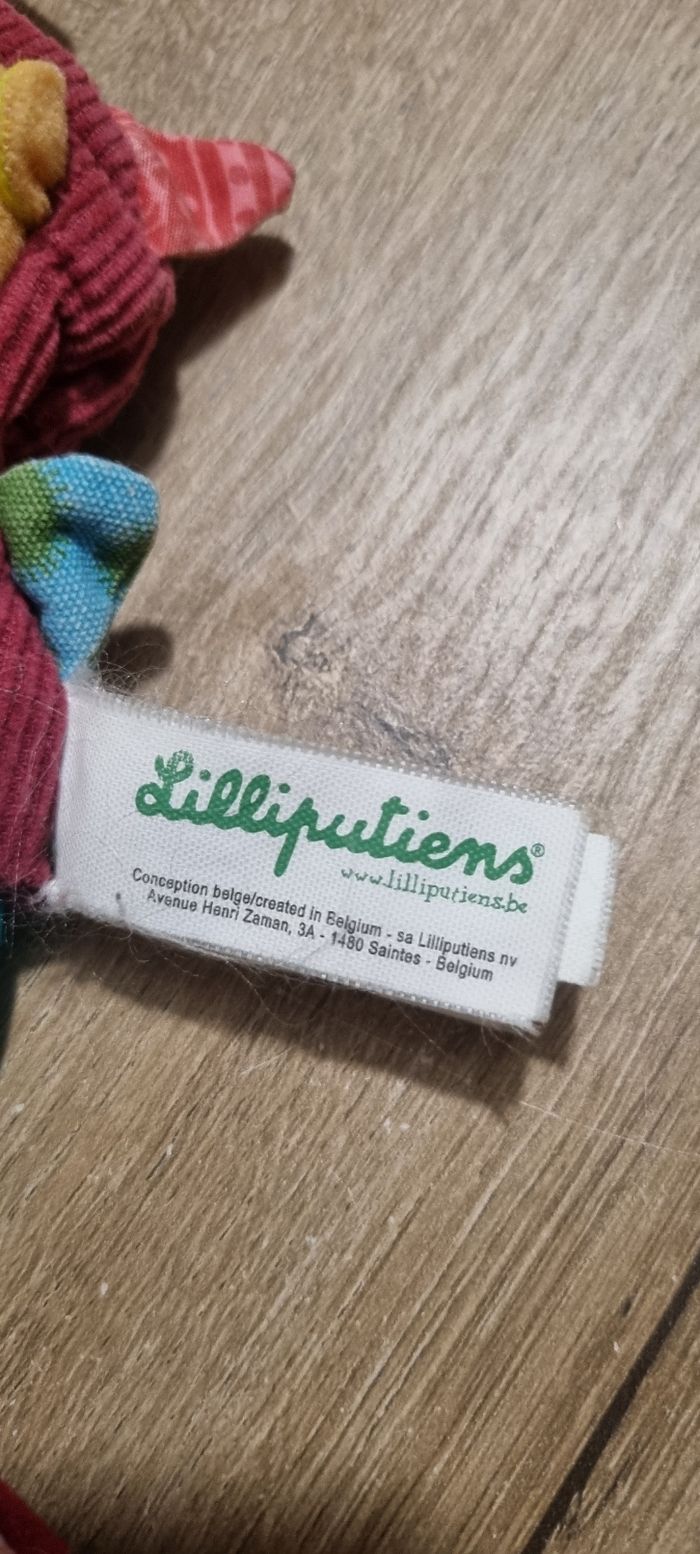 Lilliputiens®
www.lilliputiens.be
Conception belge/created in Belgium - sa Lilliputiens nv
Avenue Henri Zaman, 3A - 1480 Saintes - Belgium